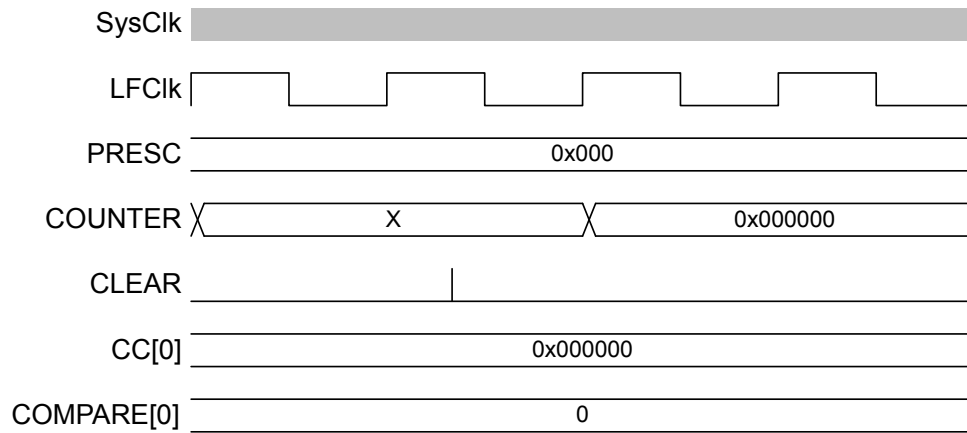 SysClk
LFClk
PRESC 0x000
COUNTER X 0x000000
CLEAR
CC[0] 0x000000
COMPARE[0] 0